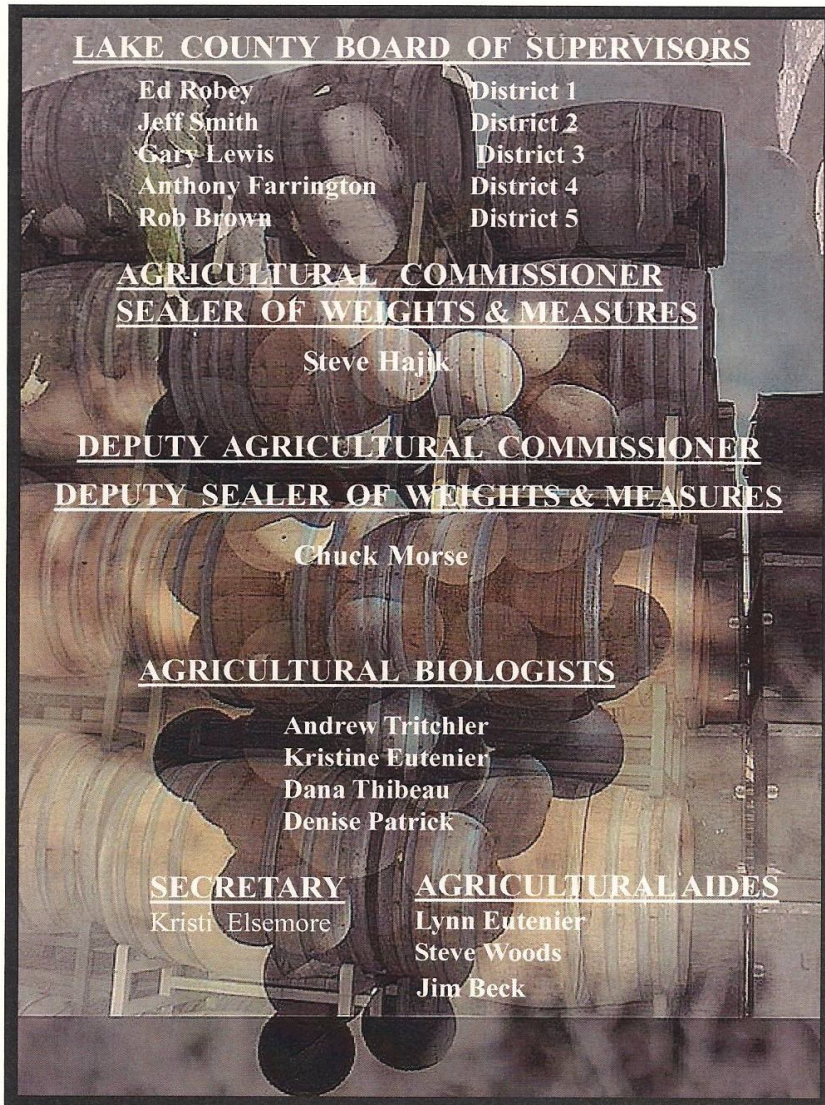 LAKE COUNTY BOARD OF SUPERVISORS
Ed Robey District 1
Jeff Smith District 2
Gary Lewis District 3
Anthony Farrington District 4
Rob Brown District 5
AGRICULTURAL COMMISSIONER
SEALER OF WEIGHTS & MEASURES
Steve Hajik
DEPUTY AGRICULTURAL COMMISSIONER
DEPUTY SEALER OF WEIGHTS & MEASURES
Chuck Morse
AGRICULTURAL BIOLOGISTS
Andrew Tritchler
Kristine Eutenier
Dana Thibeau
Denise Patrick
SECRETARY AGRICULTURAL AIDES
Kristi Elsemore Lynn Eutenier
Steve Woods
Jim Beck